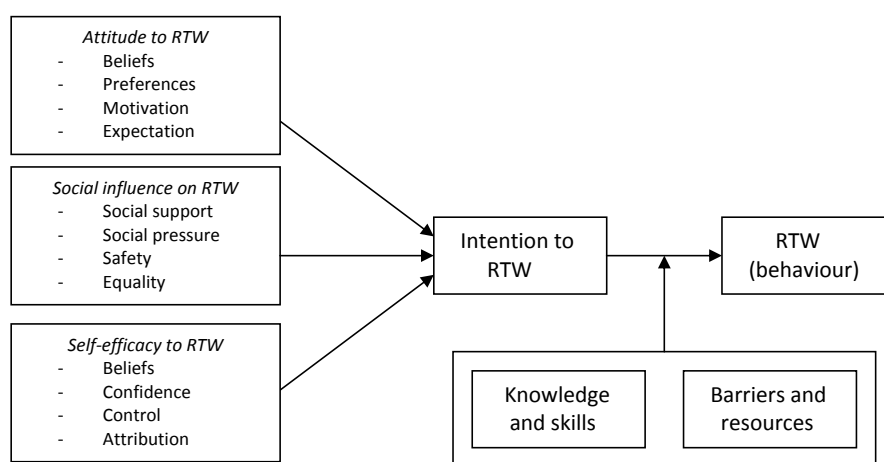 Attitude to RTW
- Beliefs
- Preferences
- Motivation
- Expectation
Social influence on RTW
- Social support
- Social pressure
- Safety
- Equality
Self-efficacy to RTW
- Beliefs
- Confidence
- Control
- Attribution
Intention to
RTW
RTW
(behaviour)
Knowledge
and skills
Barriers and
resources